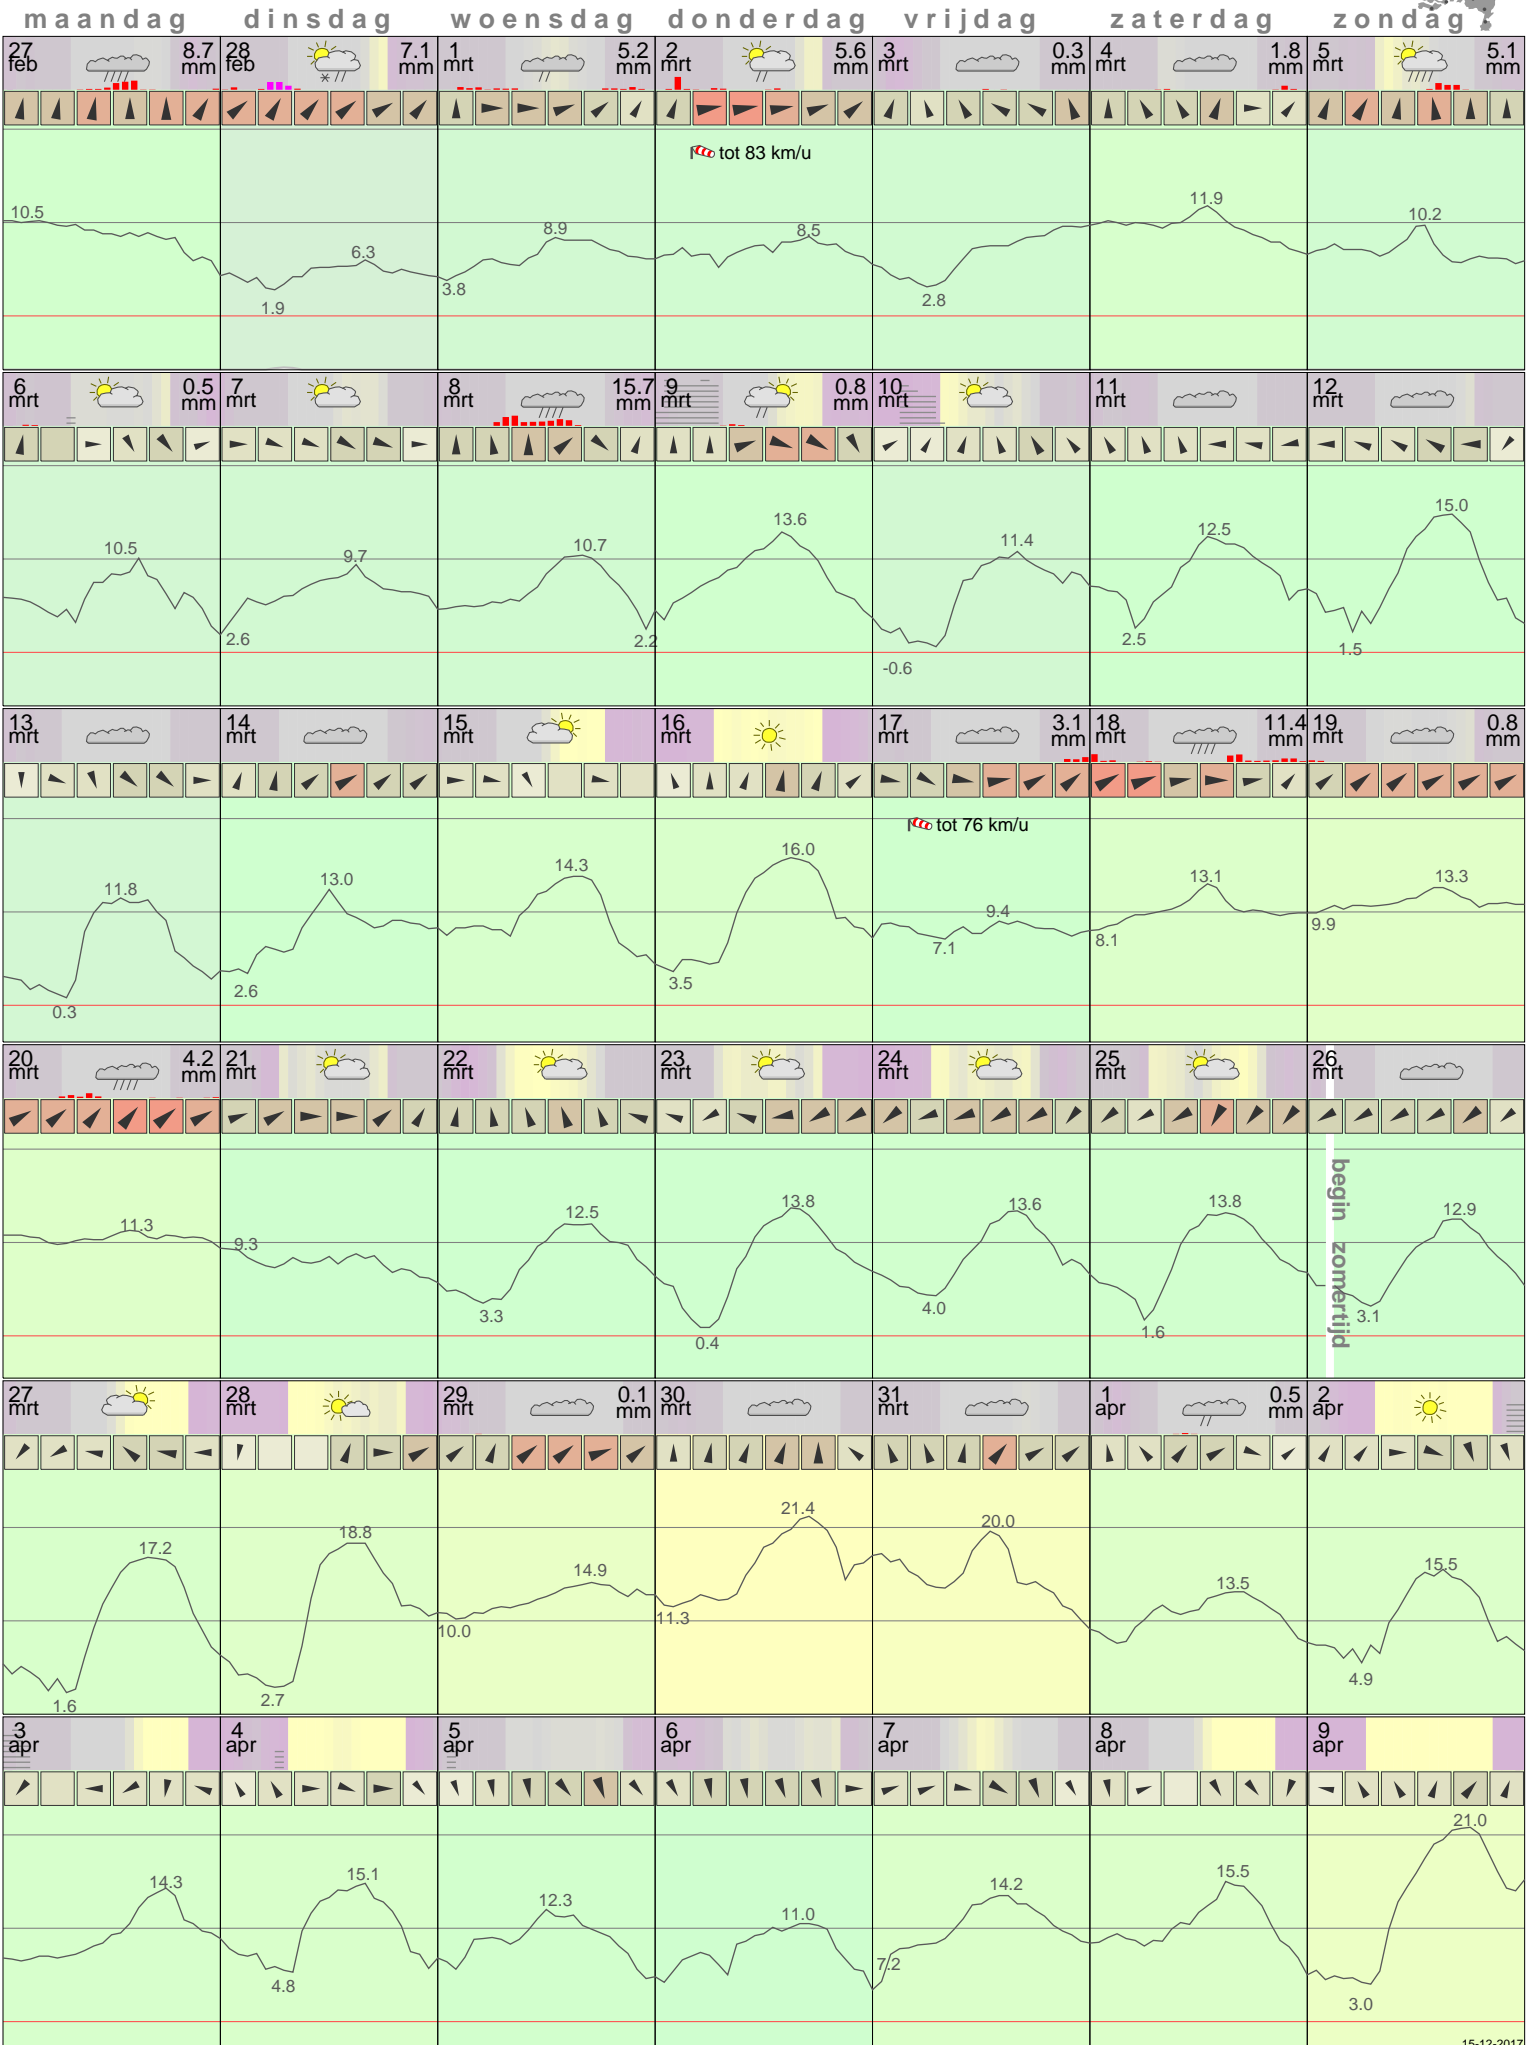 maandag dinsdag woensdag donderdag vrijdag zaterdag zondag
27 feb 8.7 mm 28 feb 7.1 mm 1 mrt 5.2 mm 2 mrt 5.6 mm 3 mrt 0.3 mm 4 mrt 1.8 mm 5 mrt 5.1 mm
tot 83 km/u
10.5 1.9 6.3 3.8 8.9 8.5 2.8 11.9 10.2
6 mrt 0.5 mm 7 mrt 8 mrt 15.7 mm 9 mrt 0.8 mm 10 mrt 11 mrt 12 mrt
10.5 2.6 9.7 10.7 2.2 13.6 -0.6 11.4 2.5 12.5 1.5 15.0
13 mrt 14 mrt 15 mrt 16 mrt 17 mrt 3.1 mm 18 mrt 11.4 mm 19 mrt 0.8 mm
tot 76 km/u
0.3 11.8 2.6 13.0 14.3 3.5 16.0 7.1 9.4 8.1 13.1 9.9 13.3
20 mrt 4.2 mm 21 mrt 22 mrt 23 mrt 24 mrt 25 mrt 26 mrt
begin zomertijd
11.3 9.3 3.3 12.5 0.4 13.8 4.0 13.6 1.6 13.8 3.1 12.9
27 mrt 28 mrt 29 mrt 0.1 mm 30 mrt 31 mrt 1 apr 0.5 mm 2 apr
1.6 17.2 2.7 18.8 10.0 14.9 11.3 21.4 20.0 13.5 4.9 15.5
3 apr 4 apr 5 apr 6 apr 7 apr 8 apr 9 apr
14.3 4.8 15.1 12.3 11.0 7.2 14.2 15.5 3.0 21.0
15-12-2017